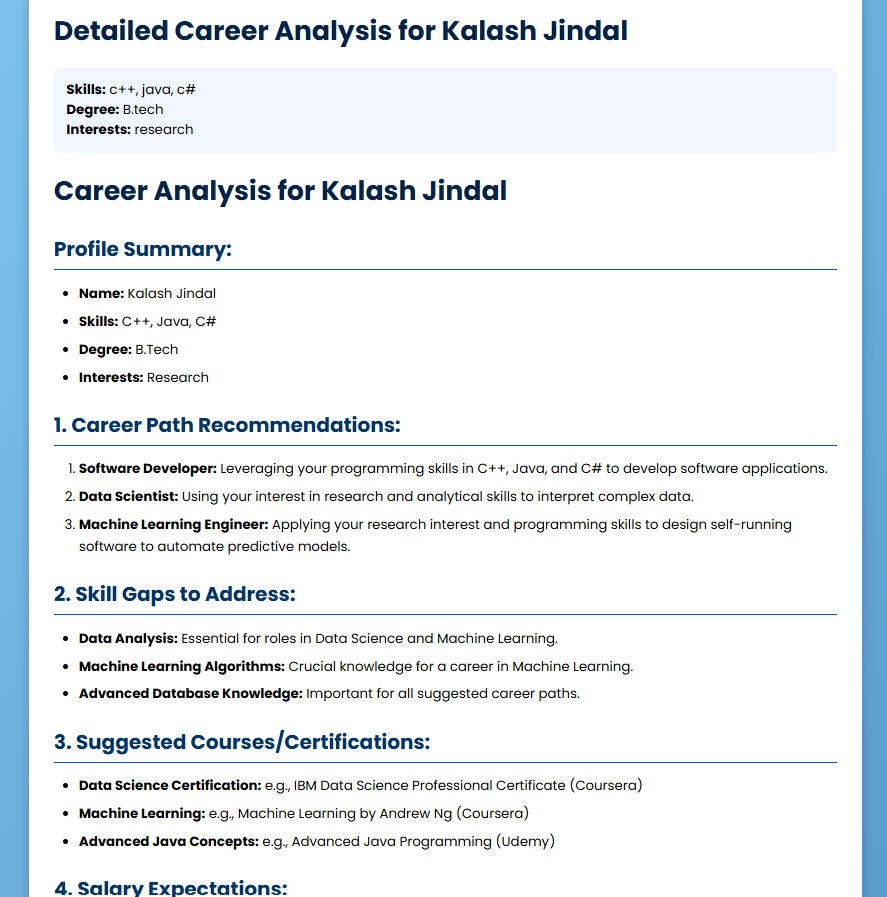 Detailed Career Analysis for Kalash Jindal
Skills: c++, java, c#
Degree: B.tech
Interests: research
Career Analysis for Kalash Jindal
Profile Summary:
• Name: Kalash Jindal
• Skills: C++, Java, C#
• Degree: B.Tech
• Interests: Research
1. Career Path Recommendations:
1. Software Developer: Leveraging your programming skills in C++, Java, and C# to develop software applications.
2. Data Scientist: Using your interest in research and analytical skills to interpret complex data.
3. Machine Learning Engineer: Applying your research interest and programming skills to design self-running
software to automate predictive models.
2. Skill Gaps to Address:
• Data Analysis: Essential for roles in Data Science and Machine Learning.
• Machine Learning Algorithms: Crucial knowledge for a career in Machine Learning.
• Advanced Database Knowledge: Important for all suggested career paths.
3. Suggested Courses/Certifications:
• Data Science Certification: e.g., IBM Data Science Professional Certificate (Coursera)
• Machine Learning: e.g., Machine Learning by Andrew Ng (Coursera)
• Advanced Java Concepts: e.g., Advanced Java Programming (Udemy)
4. Salary Expectations: